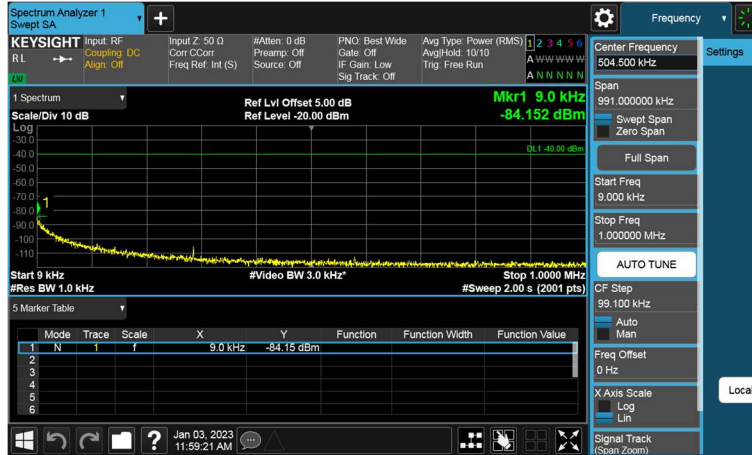 Spectrum Analyzer 1
Swept SA
Frequency
KEYSIGHT
RL
LXI
Input: RF
Coupling: DC
Align: Off
Input Z: 50 Ω
Corr CCorr
Freq Ref: Int (S)
#Atten: 0 dB
Preamp: Off
Source: Off
PNO: Best Wide
Gate: Off
IF Gain: Low
Sig Track: Off
Avg Type: Power (RMS)
Avg|Hold: 10/10
Trig: Free Run
1 2 3 4 5 6
A W W W W W
A N N N N N
1 Spectrum
Scale/Div 10 dB
Ref Lvl Offset 5.00 dB
Ref Level -20.00 dBm
Mkr1 9.0 kHz
-84.152 dBm
Log
-30.0
-40.0
-50.0
-60.0
-70.0
-80.0
-90.0
-100
-110
DL1 -40.00 dBm
1
Start 9 kHz
#Video BW 3.0 kHz*
Stop 1.0000 MHz
#Res BW 1.0 kHz
#Sweep 2.00 s (2001 pts)
5 Marker Table
Mode Trace Scale X Y Function Function Width Function Value
1 N 1 f 9.0 kHz -84.15 dBm
2
3
4
5
6
?
Jan 03, 2023
11:59:21 AM
Center Frequency
504.500 kHz
Settings
Span
991.000000 kHz
Swept Span
Zero Span
Full Span
Start Freq
9.000 kHz
Stop Freq
1.000000 MHz
AUTO TUNE
CF Step
99.100 kHz
Auto
Man
Freq Offset
0 Hz
Local
X Axis Scale
Log
Lin
Signal Track
(Span Zoom)